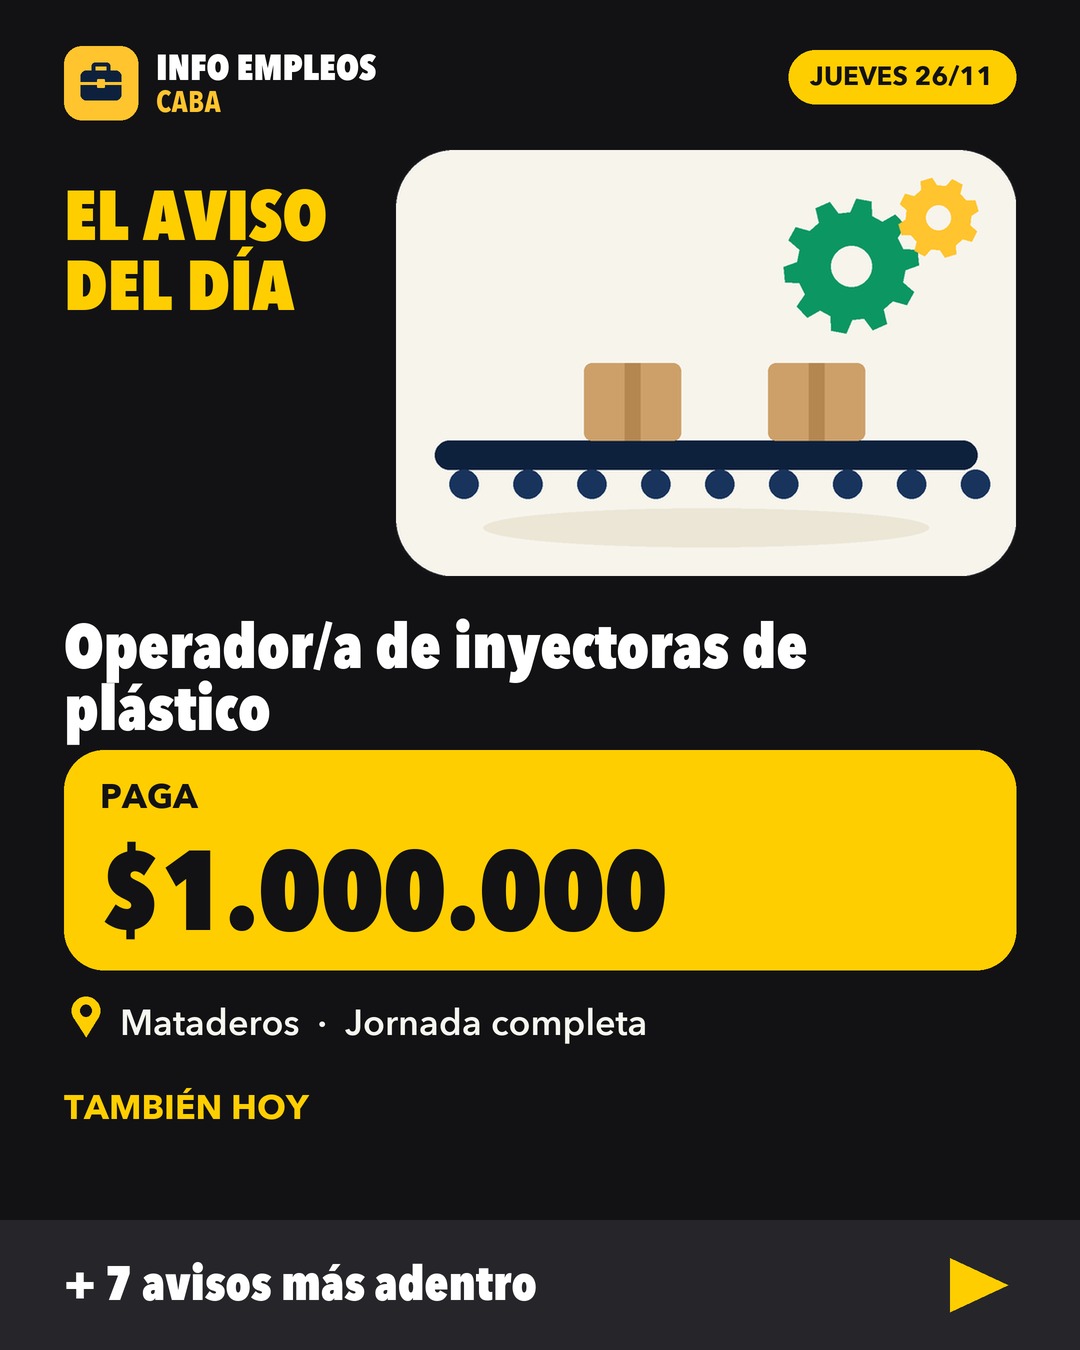 INFO EMPLEOS
CABA
JUEVES 26/11
EL AVISO
DEL DÍA
Operador/a de inyectoras de
plástico
PAGA
$1.000.000
Mataderos · Jornada completa
TAMBIÉN HOY
+ 7 avisos más adentro